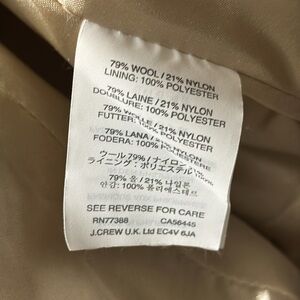 79% WOOL / 21% NYLON
LINING: 100% POLYESTER
79% LAINE / 21% NYLON
DOUBLURE: 100% POLYESTER
79% WOLLE / 21% NYLON
FUTTER: 100% POLYESTER
79% LANA / 21% NYLON
FODERA: 100% POLYESTER
ウール 79% / ナイロン
ライニング: ポリエステル
79% 울 / 21% 나일론
안감: 100% 폴리에스테르
SEE REVERSE FOR CARE
RN77388 CA56445
J.CREW U.K. Ltd EC4V 6JA